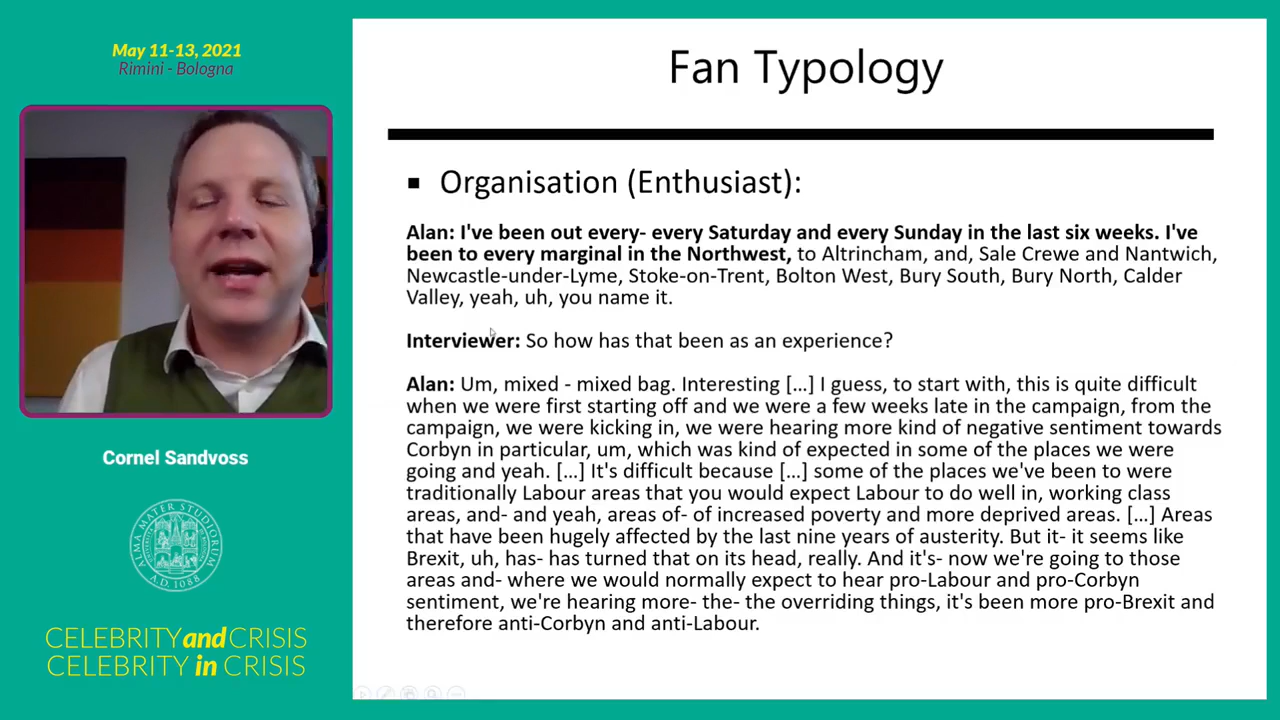 May 11-13, 2021
Rimini - Bologna
Cornel Sandvoss
ALMA MATER STUDIORUM
A.D. 1088
CELEBRITY and CRISIS
CELEBRITY in CRISIS
Fan Typology
▪ Organisation (Enthusiast):
Alan: I've been out every- every Saturday and every Sunday in the last six weeks. I've
been to every marginal in the Northwest, to Altrincham, and, Sale Crewe and Nantwich,
Newcastle-under-Lyme, Stoke-on-Trent, Bolton West, Bury South, Bury North, Calder
Valley, yeah, uh, you name it.
Interviewer: So how has that been as an experience?
Alan: Um, mixed - mixed bag. Interesting [...] I guess, to start with, this is quite difficult
when we were first starting off and we were a few weeks late in the campaign, from the
campaign, we were kicking in, we were hearing more kind of negative sentiment towards
Corbyn in particular, um, which was kind of expected in some of the places we were
going and yeah. [...] It's difficult because [...] some of the places we've been to were
traditionally Labour areas that you would expect Labour to do well in, working class
areas, and- and yeah, areas of- of increased poverty and more deprived areas. [...] Areas
that have been hugely affected by the last nine years of austerity. But it- it seems like
Brexit, uh, has- has turned that on its head, really. And it's- now we're going to those
areas and- where we would normally expect to hear pro-Labour and pro-Corbyn
sentiment, we're hearing more- the- the overriding things, it's been more pro-Brexit and
therefore anti-Corbyn and anti-Labour.